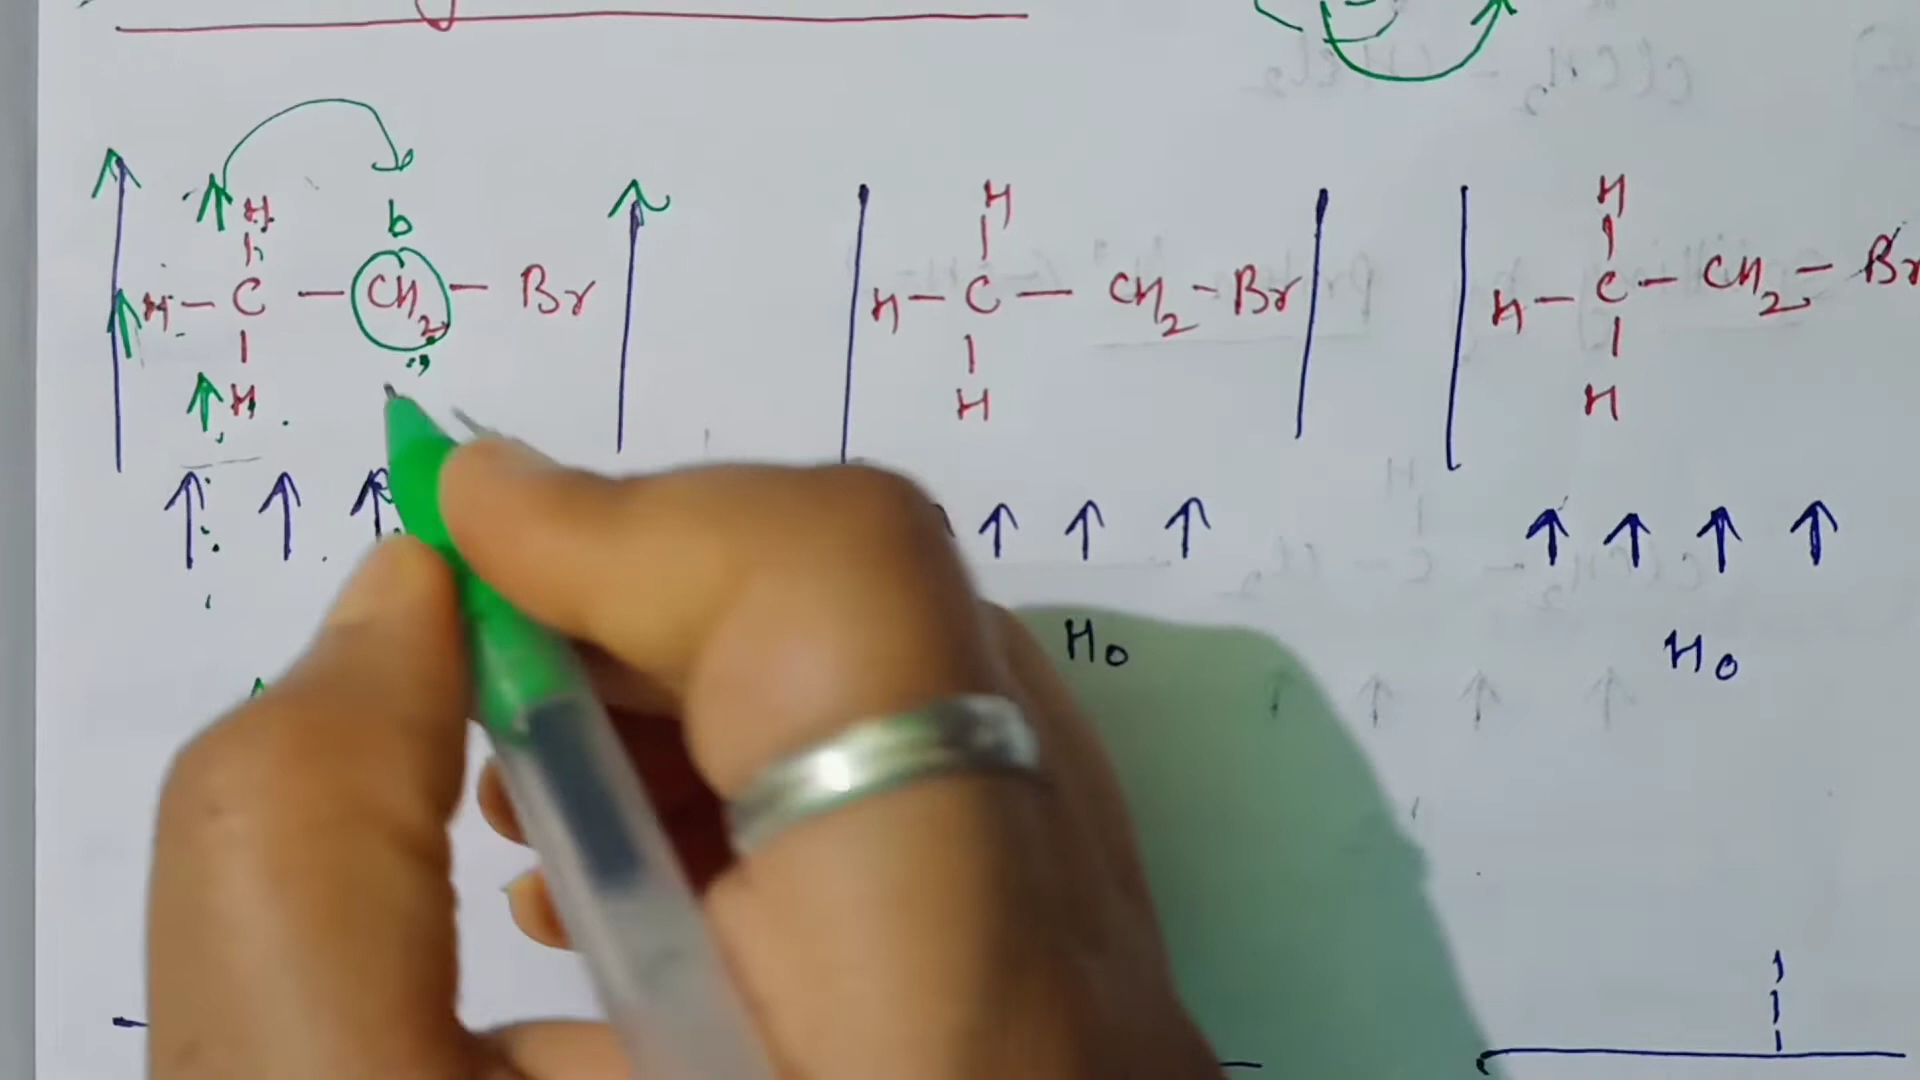 b
H H H
H – C – CH2 – Br H – C – CH2 – Br H – C – CH2 – Br
H H H
H0 H0